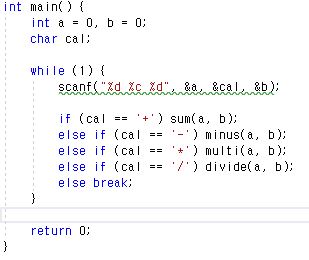 int main() {
    int a = 0, b = 0;
    char cal;
    while (1) {
        scanf("%d %c %d", &a, &cal, &b);
        if (cal == '+') sum(a, b);
        else if (cal == '-') minus(a, b);
        else if (cal == '*') multi(a, b);
        else if (cal == '/') divide(a, b);
        else break;
    }
    return 0;
}